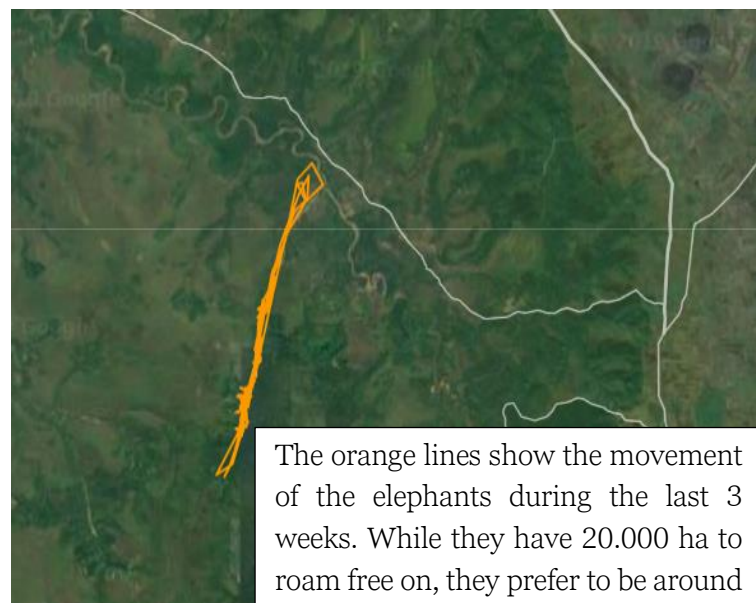 The orange lines show the movement
of the elephants during the last 3
weeks. While they have 20.000 ha to
roam free on, they prefer to be around